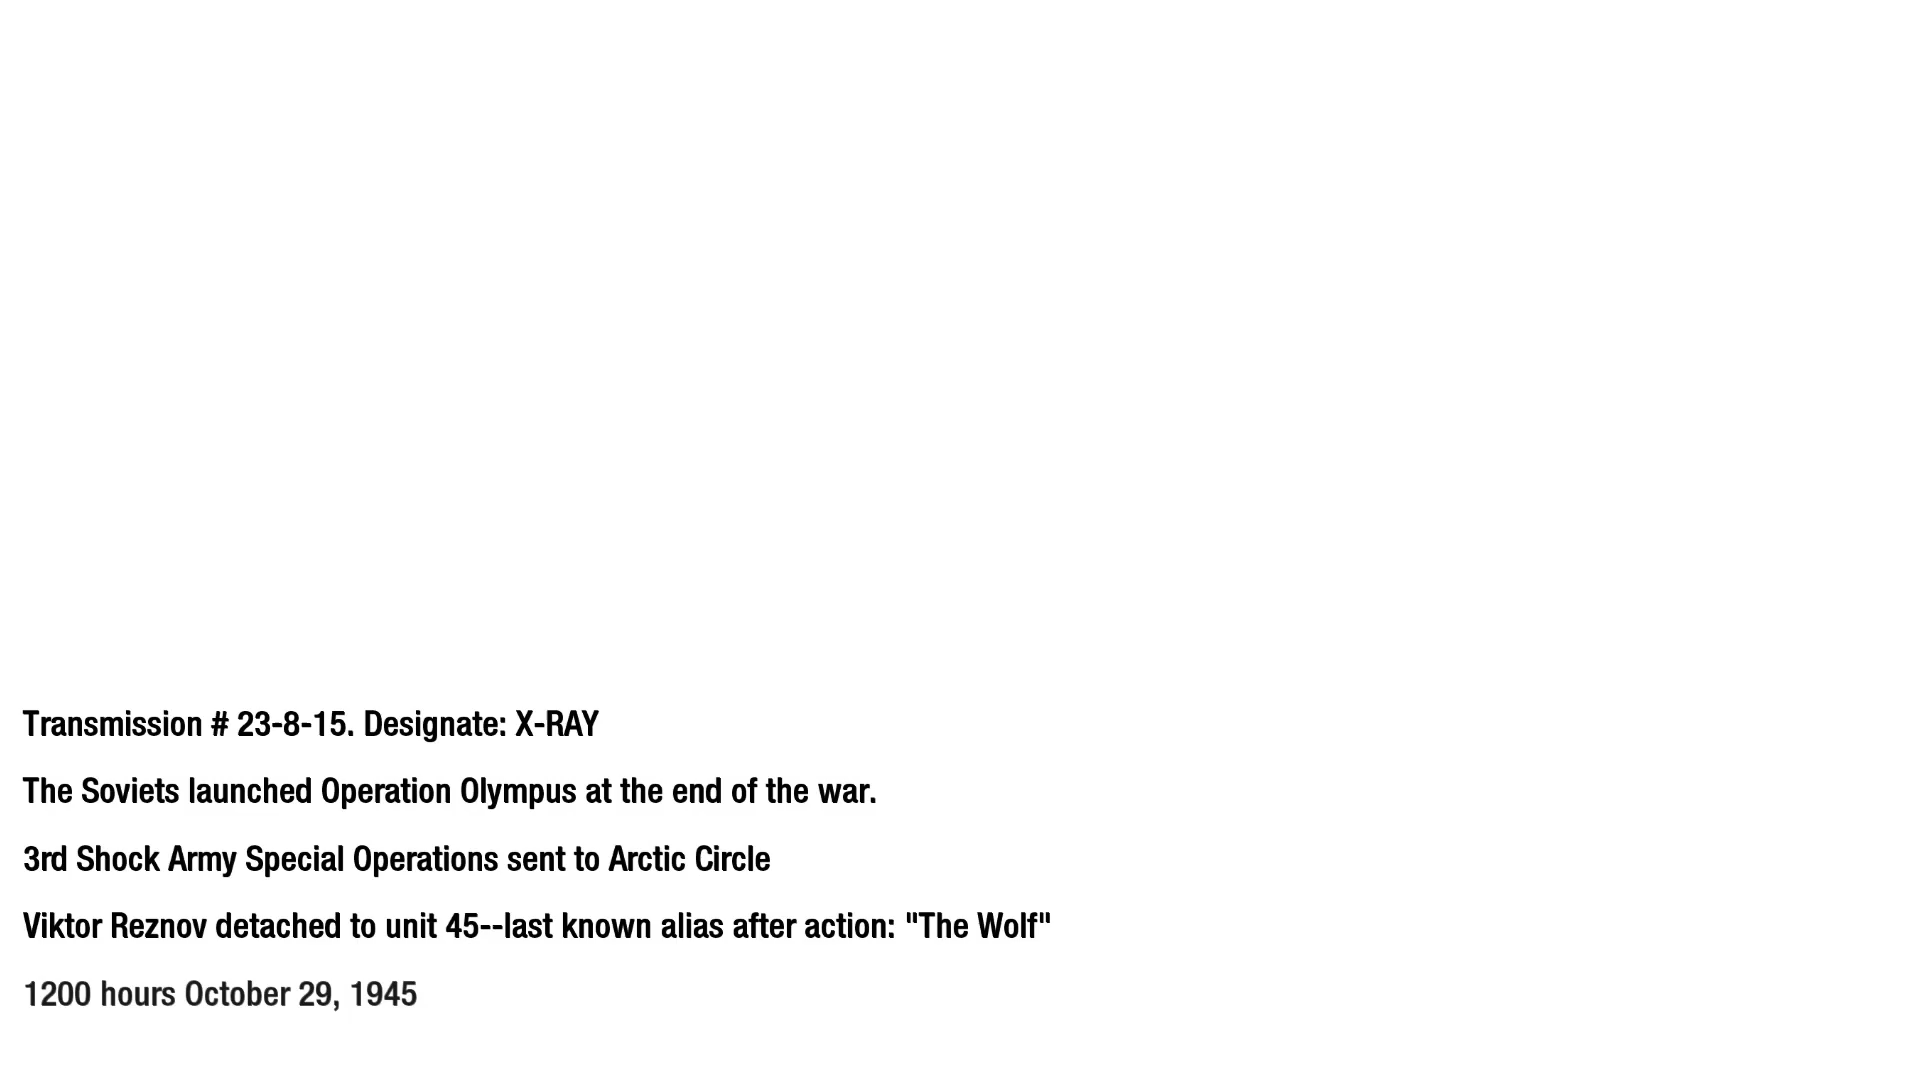 Transmission # 23-8-15. Designate: X-RAY
The Soviets launched Operation Olympus at the end of the war.
3rd Shock Army Special Operations sent to Arctic Circle
Viktor Reznov detached to unit 45--last known alias after action: "The Wolf"
1200 hours October 29, 1945